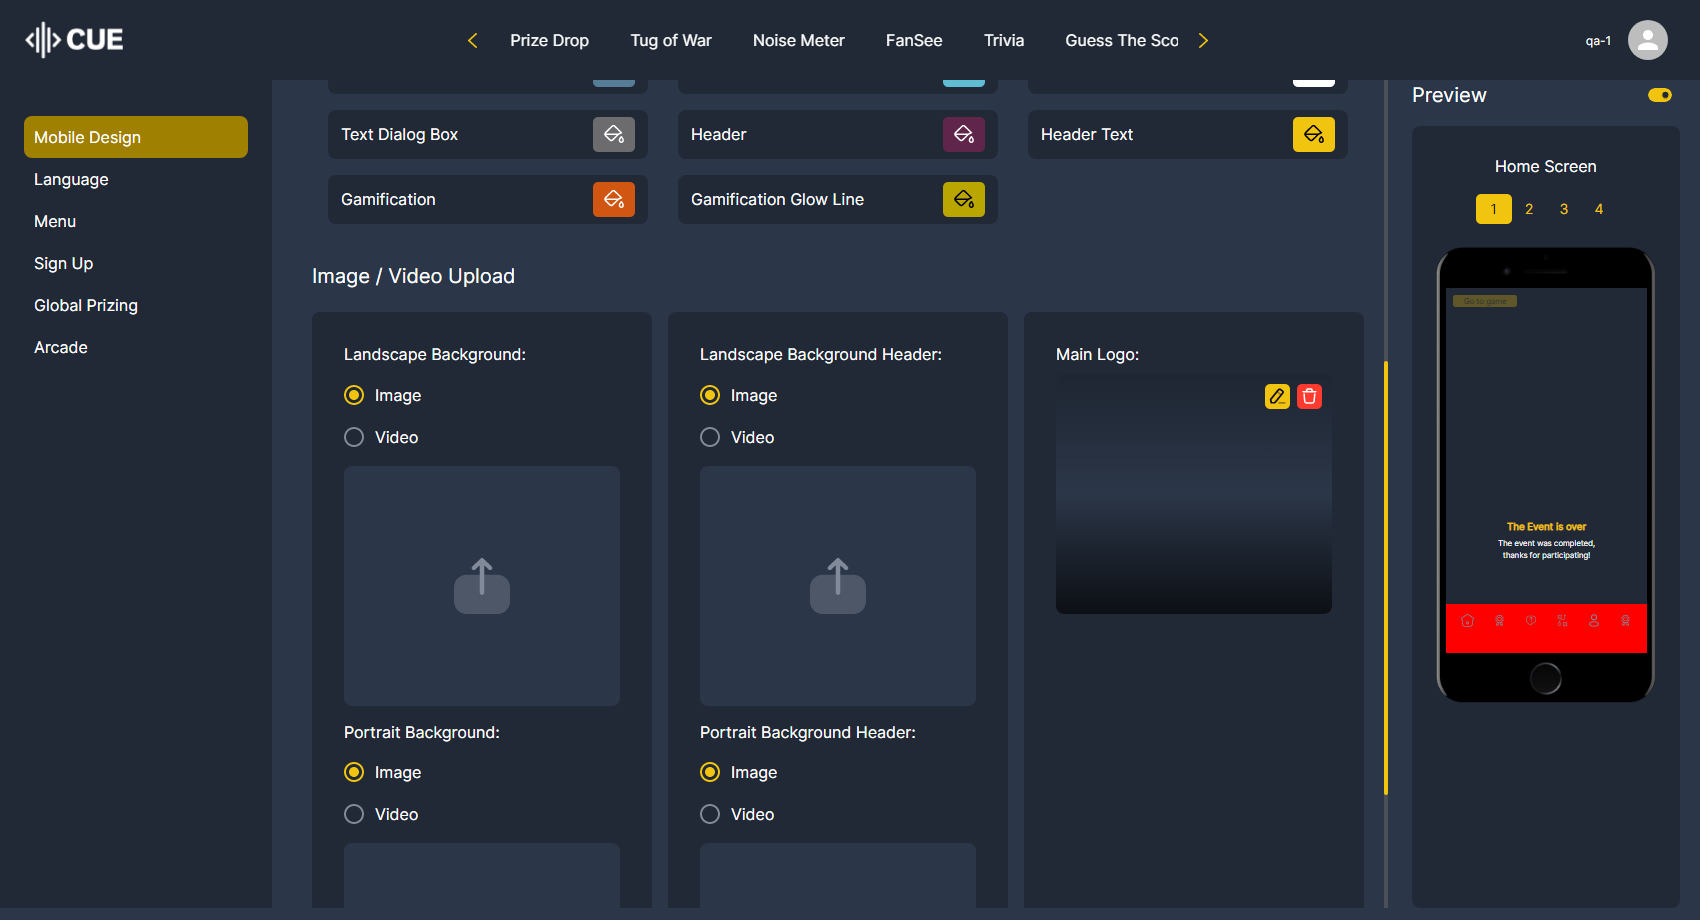 CUE
Prize Drop
Tug of War
Noise Meter
FanSee
Trivia
Guess The Sco
qa-1
Mobile Design
Language
Menu
Sign Up
Global Prizing
Arcade
Text Dialog Box
Header
Header Text
Gamification
Gamification Glow Line
Image / Video Upload
Landscape Background:
Image
Video
Landscape Background Header:
Image
Video
Main Logo:
Portrait Background:
Image
Video
Portrait Background Header:
Image
Video
Preview
Home Screen
1 2 3 4
Go to game
The Event is over
The event was completed,
thanks for participating!